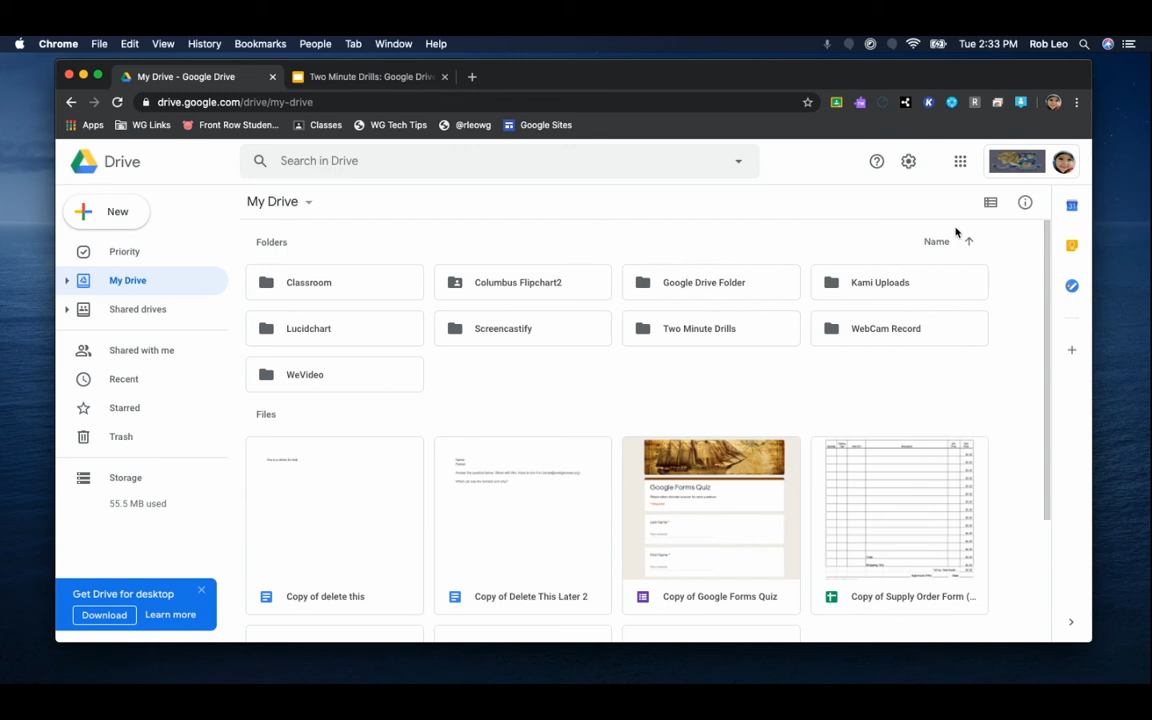 Chrome File Edit View History Bookmarks People Tab Window Help Tue 2:33 PM Rob Leo
My Drive - Google Drive Two Minute Drills: Google Driv
drive.google.com/drive/my-drive
Apps WG Links Front Row Studen... Classes WG Tech Tips @rleowg Google Sites
Drive
Search in Drive
New
My Drive
Priority
My Drive
Shared drives
Shared with me
Recent
Starred
Trash
Storage
55.5 MB used
Get Drive for desktop
Download Learn more
Folders Name
Classroom Columbus Flipchart2 Google Drive Folder Kami Uploads
Lucidchart Screencastify Two Minute Drills WebCam Record
WeVideo
Files
Google Forms Quiz
Copy of delete this Copy of Delete This Later 2 Copy of Google Forms Quiz Copy of Supply Order Form (...